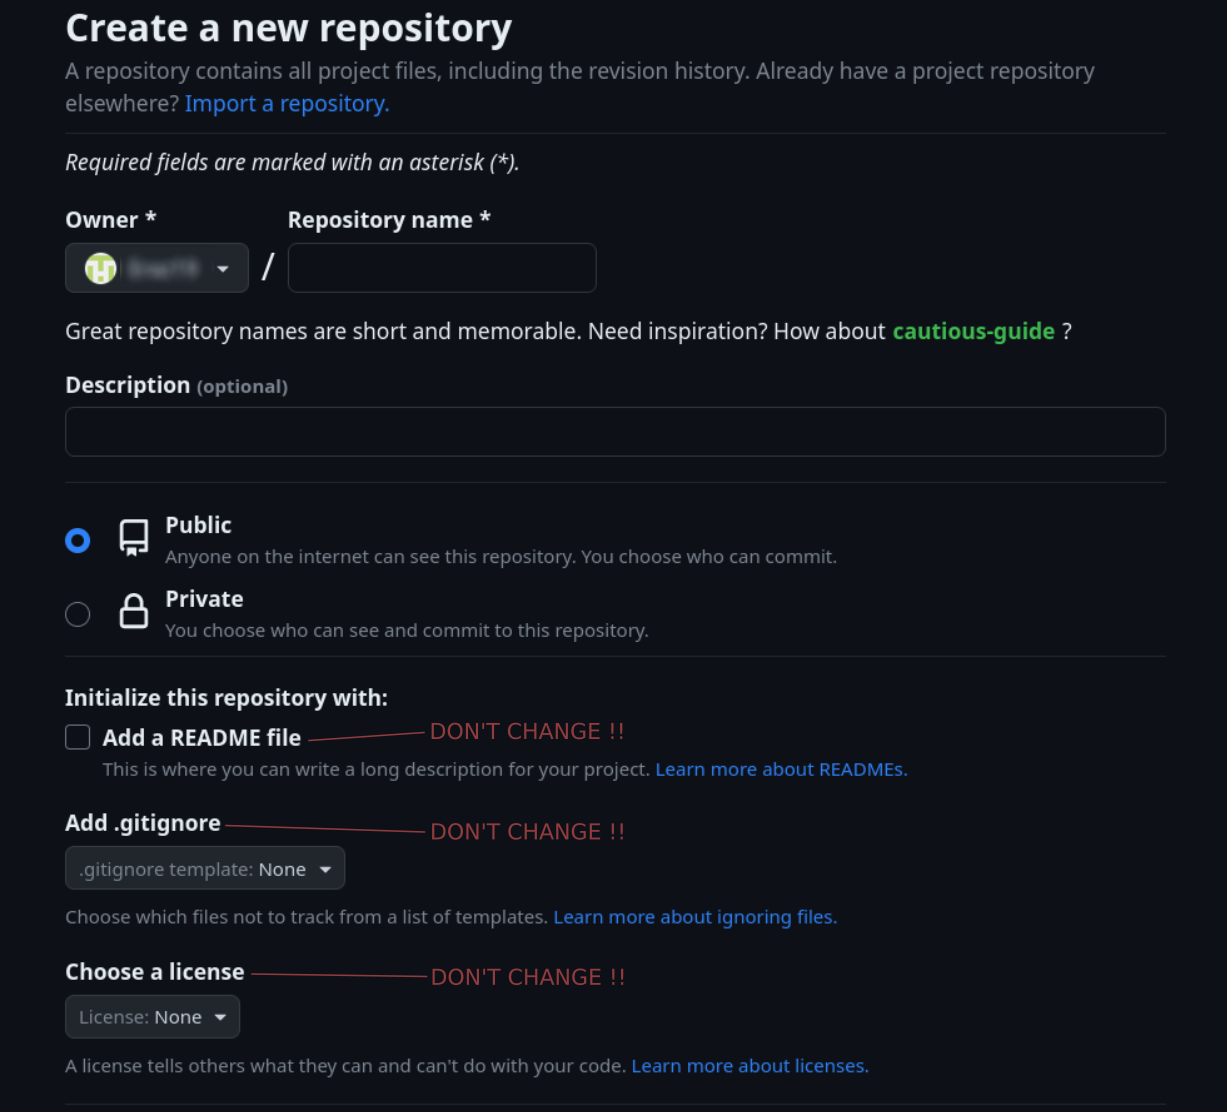 Create a new repository
A repository contains all project files, including the revision history. Already have a project repository
elsewhere? Import a repository.
Required fields are marked with an asterisk (*).
Owner *
Repository name *
/
Great repository names are short and memorable. Need inspiration? How about cautious-guide ?
Description (optional)
Public
Anyone on the internet can see this repository. You choose who can commit.
Private
You choose who can see and commit to this repository.
Initialize this repository with:
Add a README file DON'T CHANGE !!
This is where you can write a long description for your project. Learn more about READMEs.
Add .gitignore DON'T CHANGE !!
.gitignore template: None
Choose which files not to track from a list of templates. Learn more about ignoring files.
Choose a license DON'T CHANGE !!
License: None
A license tells others what they can and can't do with your code. Learn more about licenses.